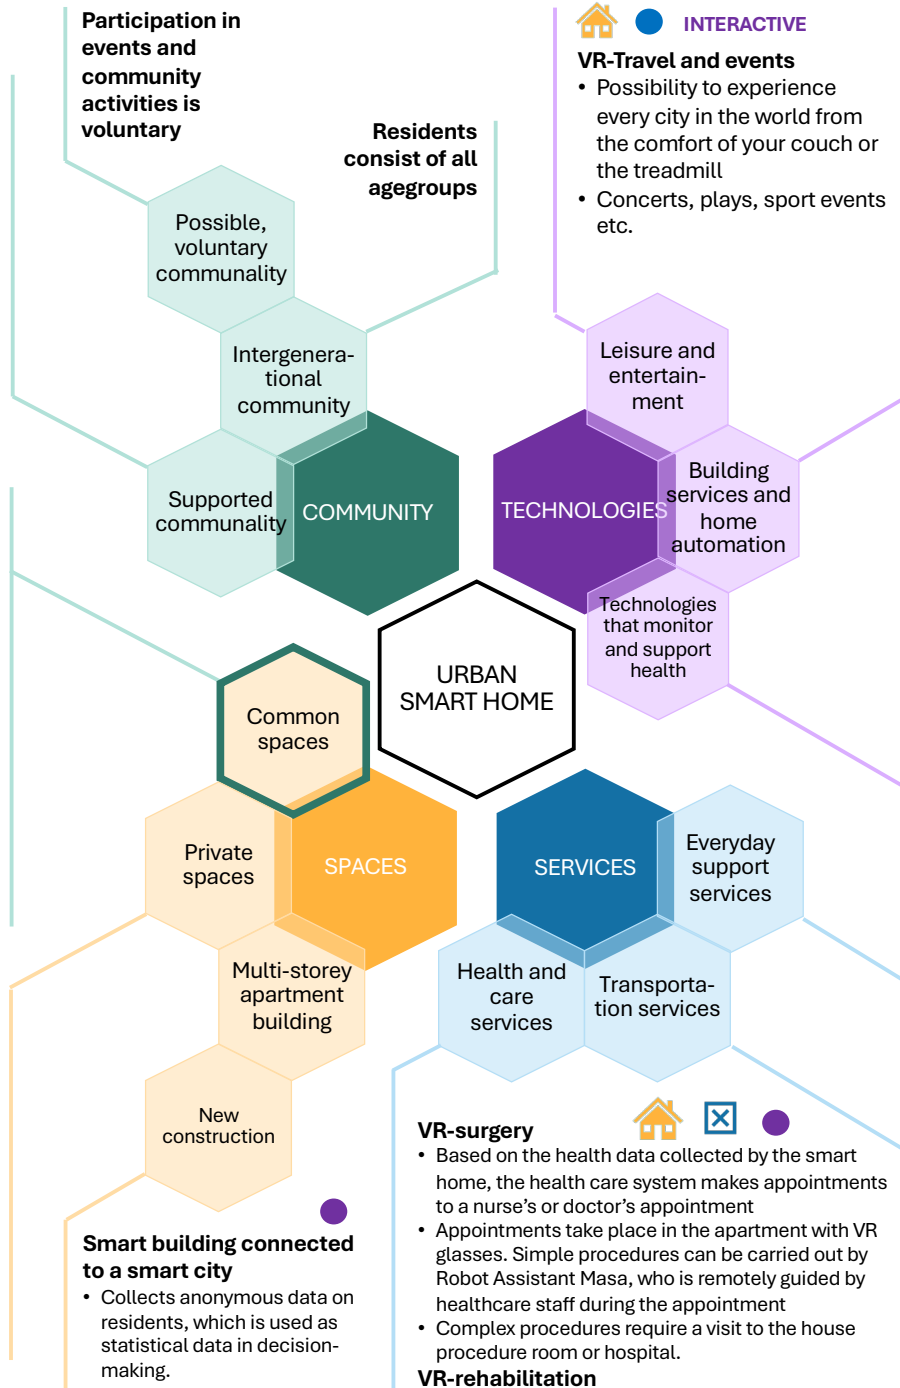 Participation in
events and
community
activities is
voluntary
Residents
consist of all
agegroups
INTERACTIVE
VR-Travel and events
• Possibility to experience
every city in the world from
the comfort of your couch or
the treadmill
• Concerts, plays, sport events
etc.
Possible,
voluntary
communality
Intergenera-
tional
community
Supported
communality
COMMUNITY
Leisure and
entertain-
ment
TECHNOLOGIES
Building
services and
home
automation
Technologies
that monitor
and support
health
URBAN
SMART HOME
Common
spaces
Private
spaces
SPACES
Multi-storey
apartment
building
New
construction
SERVICES
Everyday
support
services
Health and
care
services
Transporta-
tion services
Smart building connected
to a smart city
• Collects anonymous data on
residents, which is used as
statistical data in decision-
making.
VR-surgery
• Based on the health data collected by the smart
home, the health care system makes appointments
to a nurse’s or doctor’s appointment
• Appointments take place in the apartment with VR
glasses. Simple procedures can be carried out by
Robot Assistant Masa, who is remotely guided by
healthcare staff during the appointment
• Complex procedures require a visit to the house
procedure room or hospital.
VR-rehabilitation